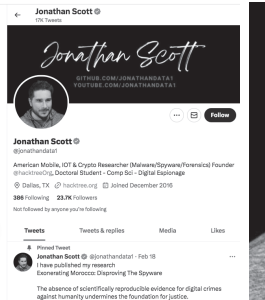 Jonathan Scott
17K Tweets
Jonathan Scott
GITHUB.COM/JONATHANDATA1
YOUTUBE.COM/JONATHANDATA1
Follow
Jonathan Scott
@jonathandata1
American Mobile, IOT & Crypto Researcher (Malware/Spyware/Forensics) Founder
@hacktreeOrg, Doctoral Student - Comp Sci - Digital Espionage
Dallas, TX hacktree.org Joined December 2016
386 Following 23.7K Followers
Not followed by anyone you're following
Tweets Tweets & replies Media Likes
Pinned Tweet
Jonathan Scott @jonathandata1 · Feb 18
I have published my research
Exonerating Morocco: Disproving The Spyware
The absence of scientifically reproducible evidence for digital crimes
against humanity undermines the foundation for justice.